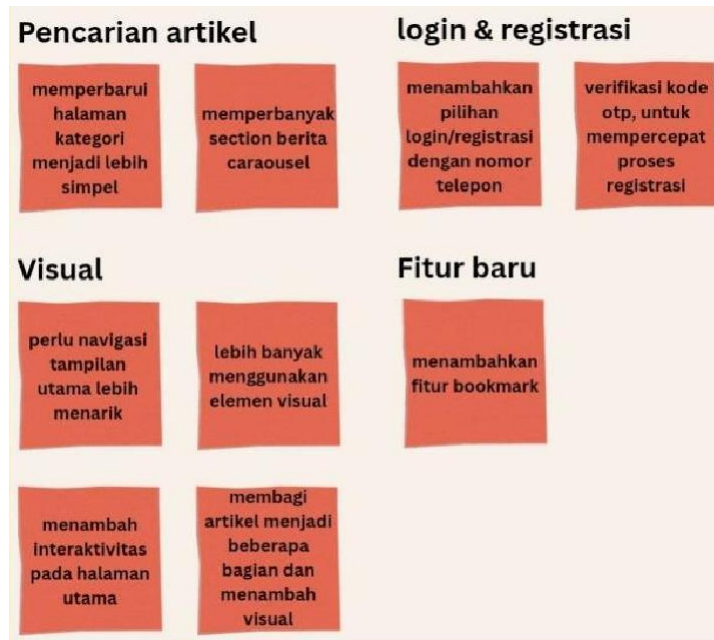 Pencarian artikel
memperbarui
halaman
kategori
menjadi lebih
simpel
memperbanyak
section berita
caraousel
login & registrasi
menambahkan
pilihan
login/registrasi
dengan nomor
telepon
verifikasi kode
otp, untuk
mempercepat
proses
registrasi
Visual
perlu navigasi
tampilan
utama lebih
menarik
lebih banyak
menggunakan
elemen visual
menambah
interaktivitas
pada halaman
utama
membagi
artikel menjadi
beberapa
bagian dan
menambah
visual
Fitur baru
menambahkan
fitur bookmark